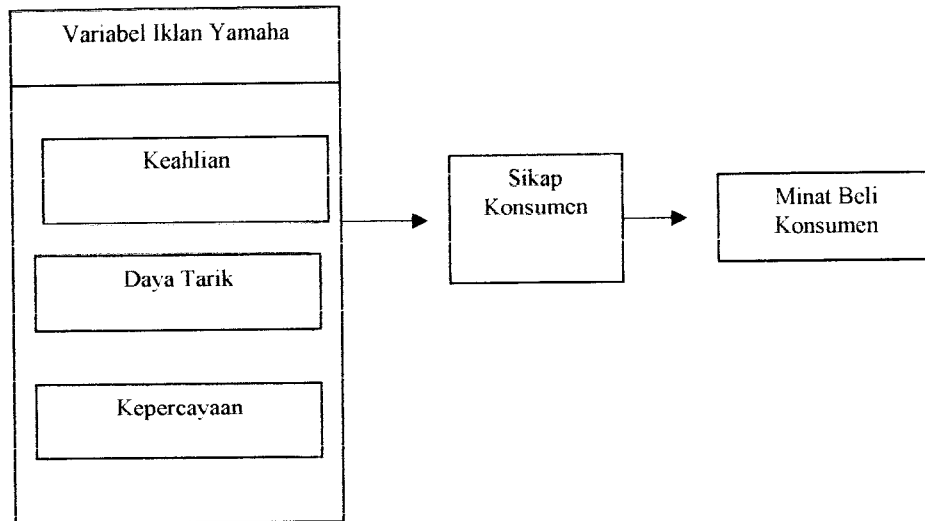 Variabel Iklan Yamaha
Keahlian
Daya Tarik
Kepercayaan
Sikap
Konsumen
Minat Beli
Konsumen